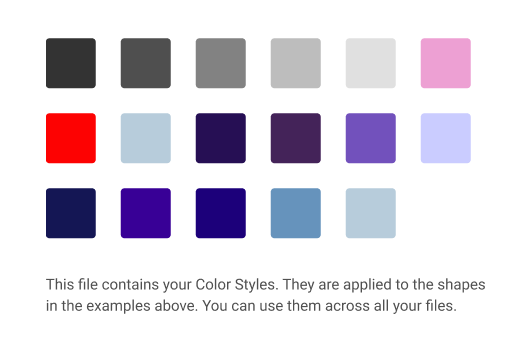 This file contains your Color Styles. They are applied to the shapes
in the examples above. You can use them across all your files.